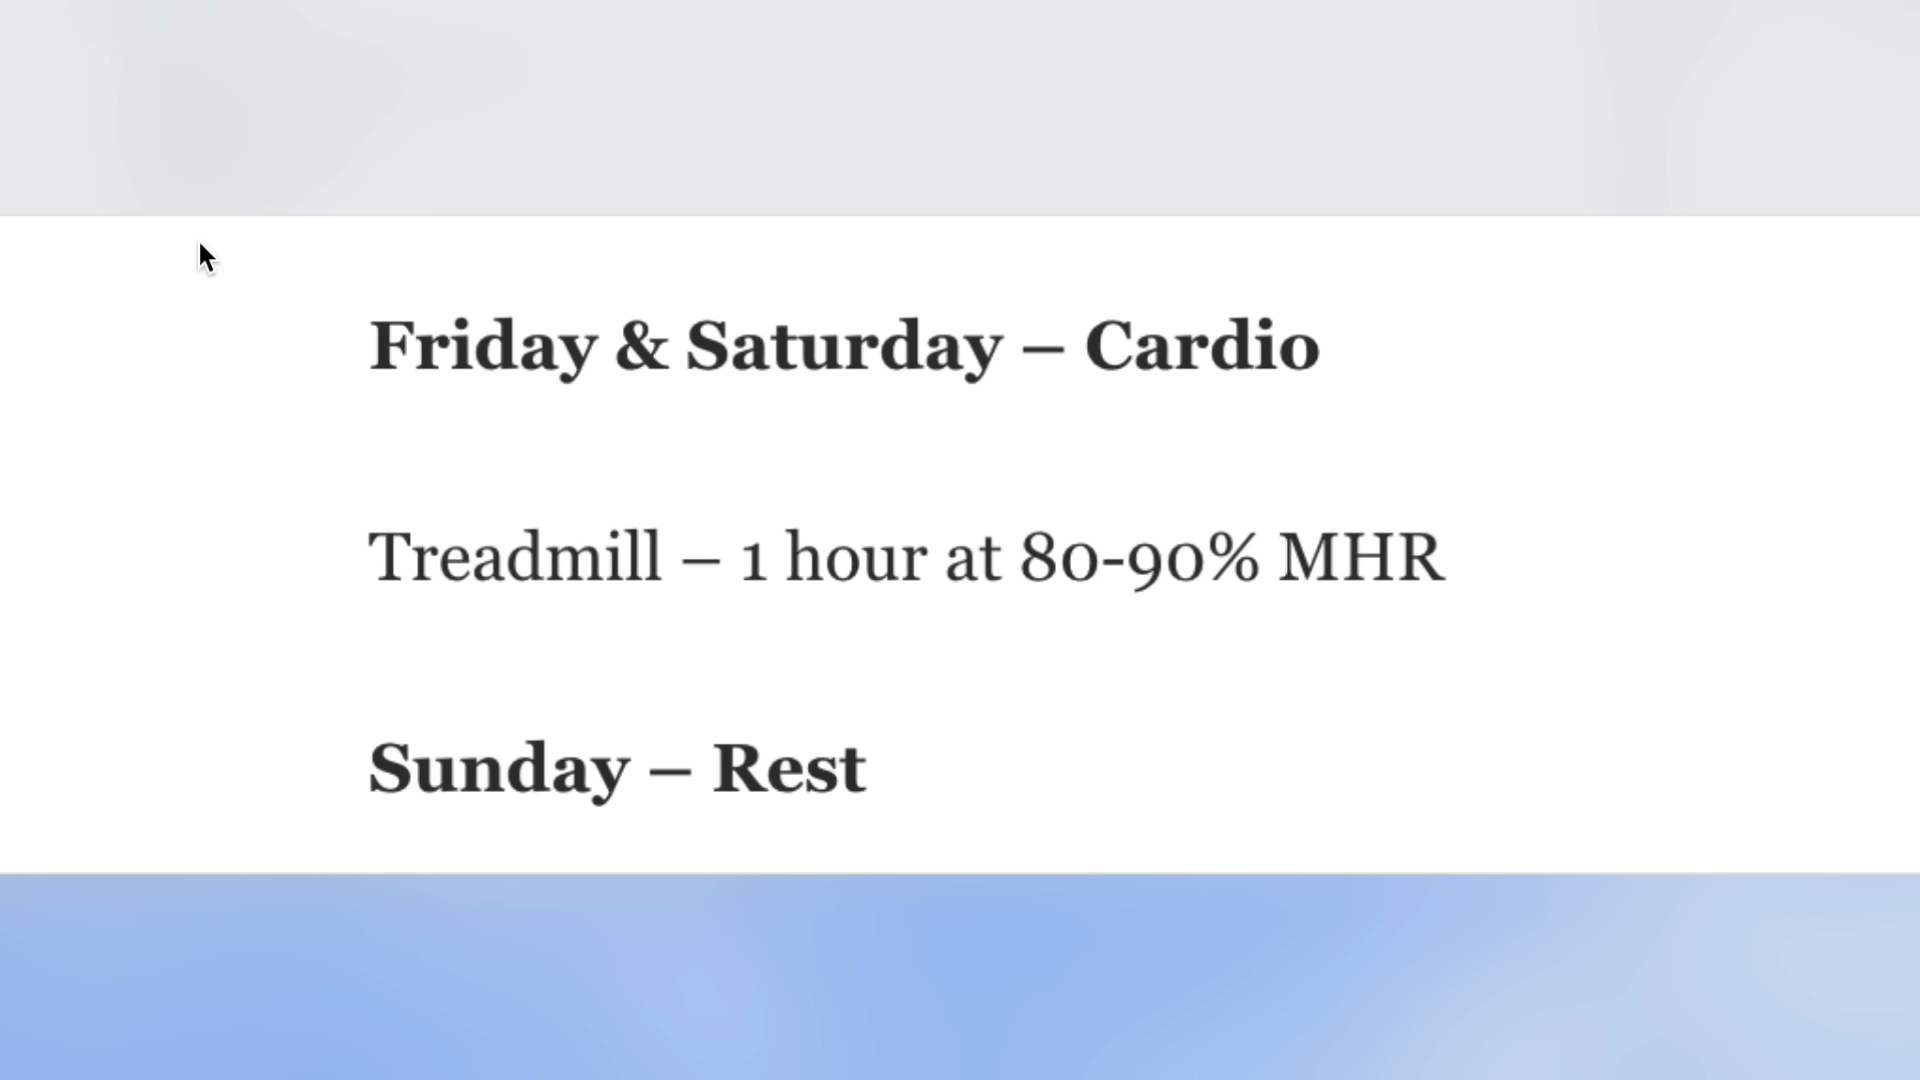 Friday & Saturday – Cardio
Treadmill – 1 hour at 80-90% MHR
Sunday – Rest